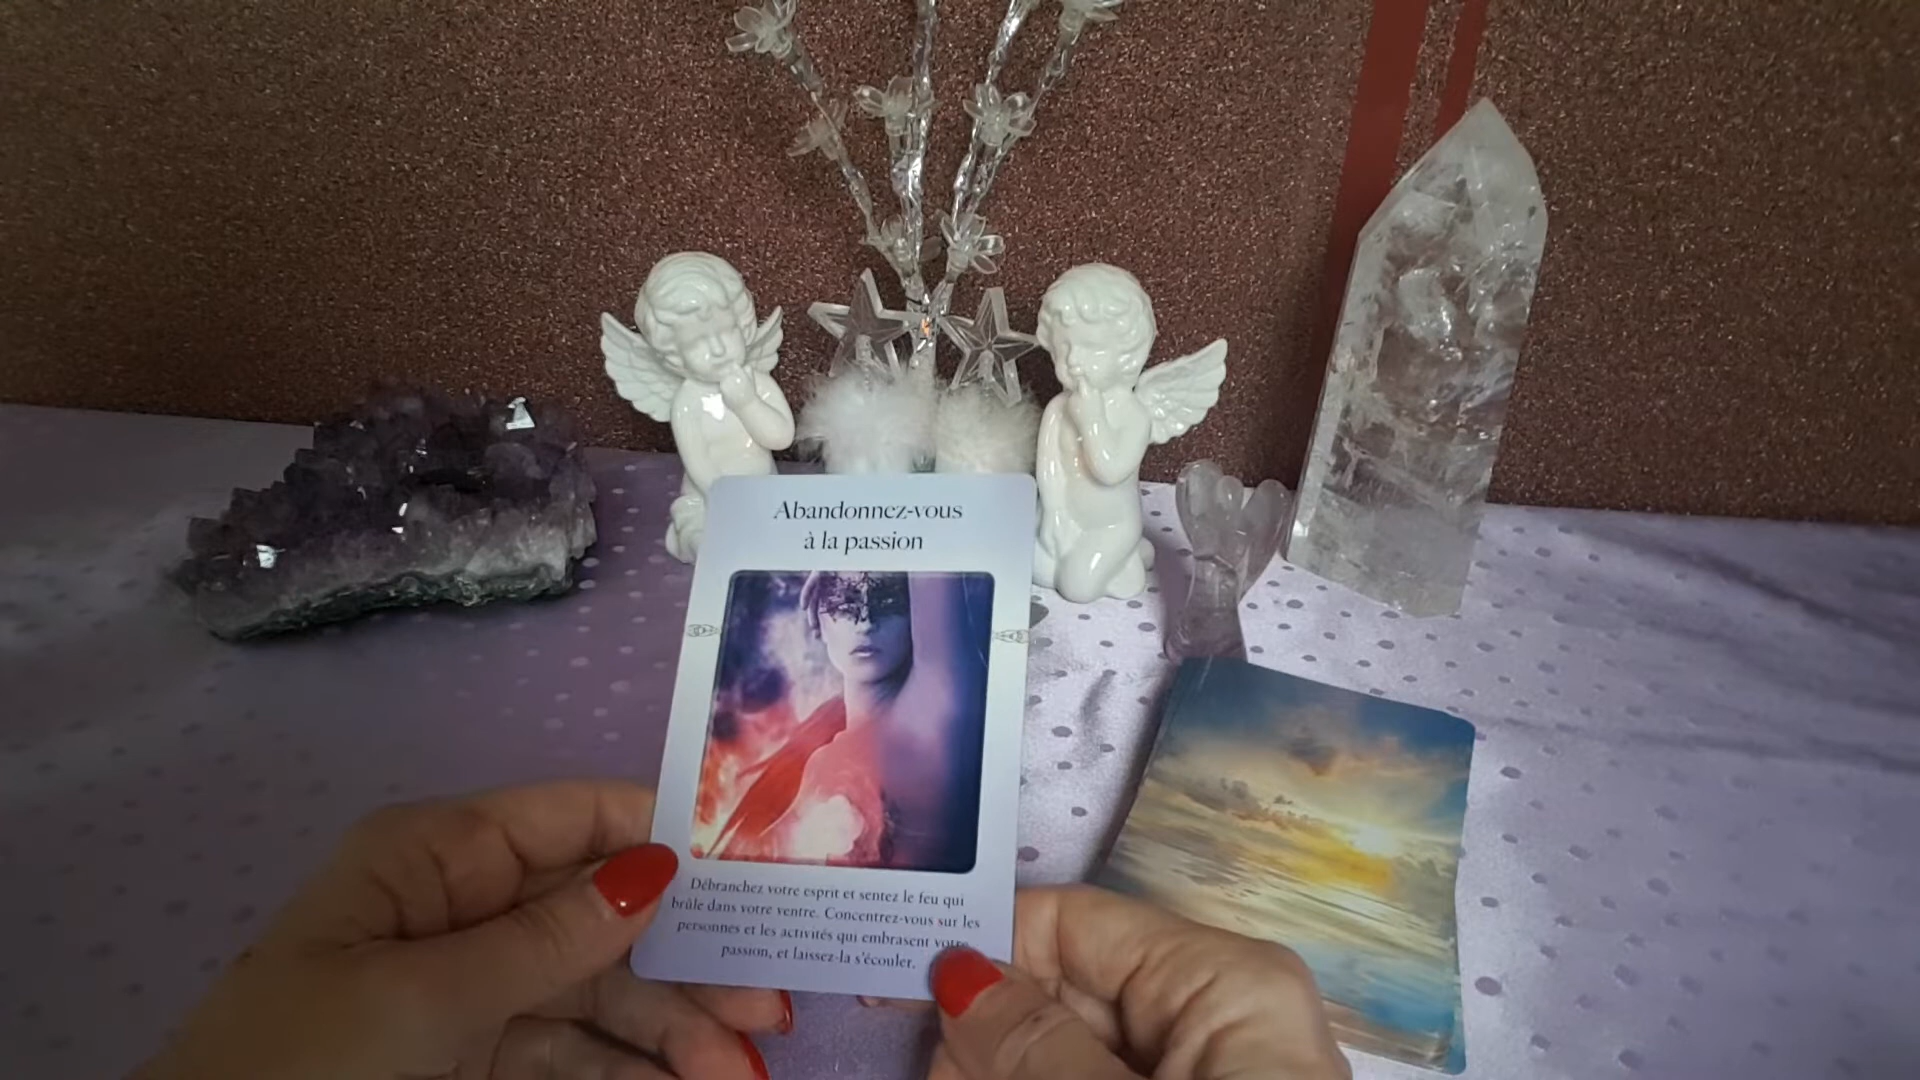 Abandonnez-vous
à la passion
Débranchez votre esprit et sentez le feu qui
brûle dans votre ventre. Concentrez-vous sur les
personnes et les activités qui embrasent votre
passion, et laissez-la s'écouler.